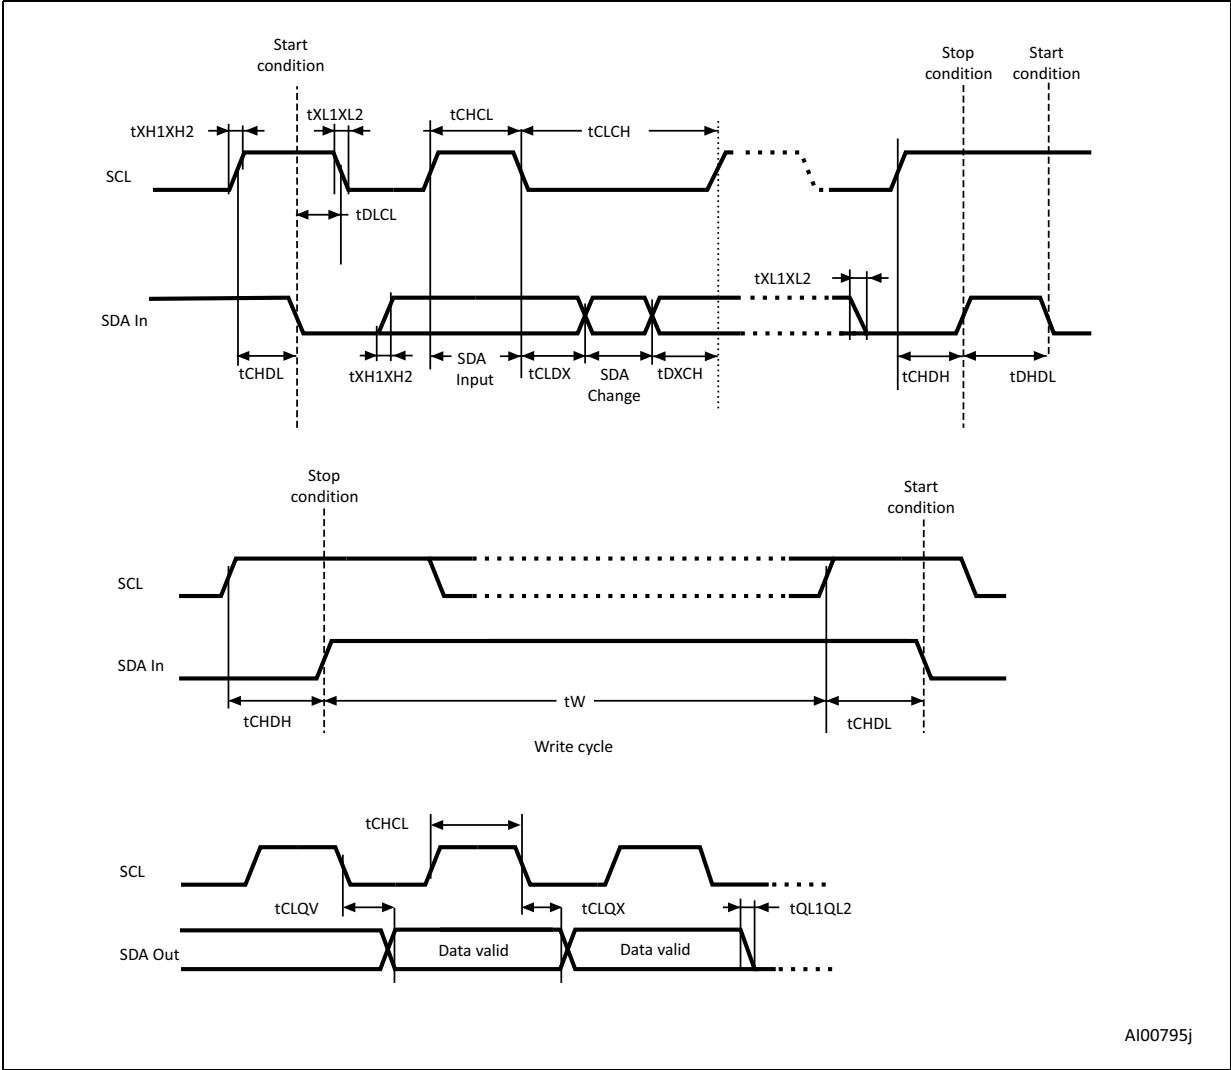 Start
condition
Stop
condition
Start
condition
tXH1XH2
tXL1XL2
tCHCL
tCLCH
SCL
tDLCL
tXL1XL2
SDA In
tCHDL
tXH1XH2
SDA
Input
tCLDX
SDA
Change
tDXCH
tCHDH
tDHDL
Stop
condition
Start
condition
SCL
SDA In
tCHDH
tW
tCHDL
Write cycle
tCHCL
SCL
tCLQV
tCLQX
tQL1QL2
SDA Out
Data valid
Data valid
AI00795j